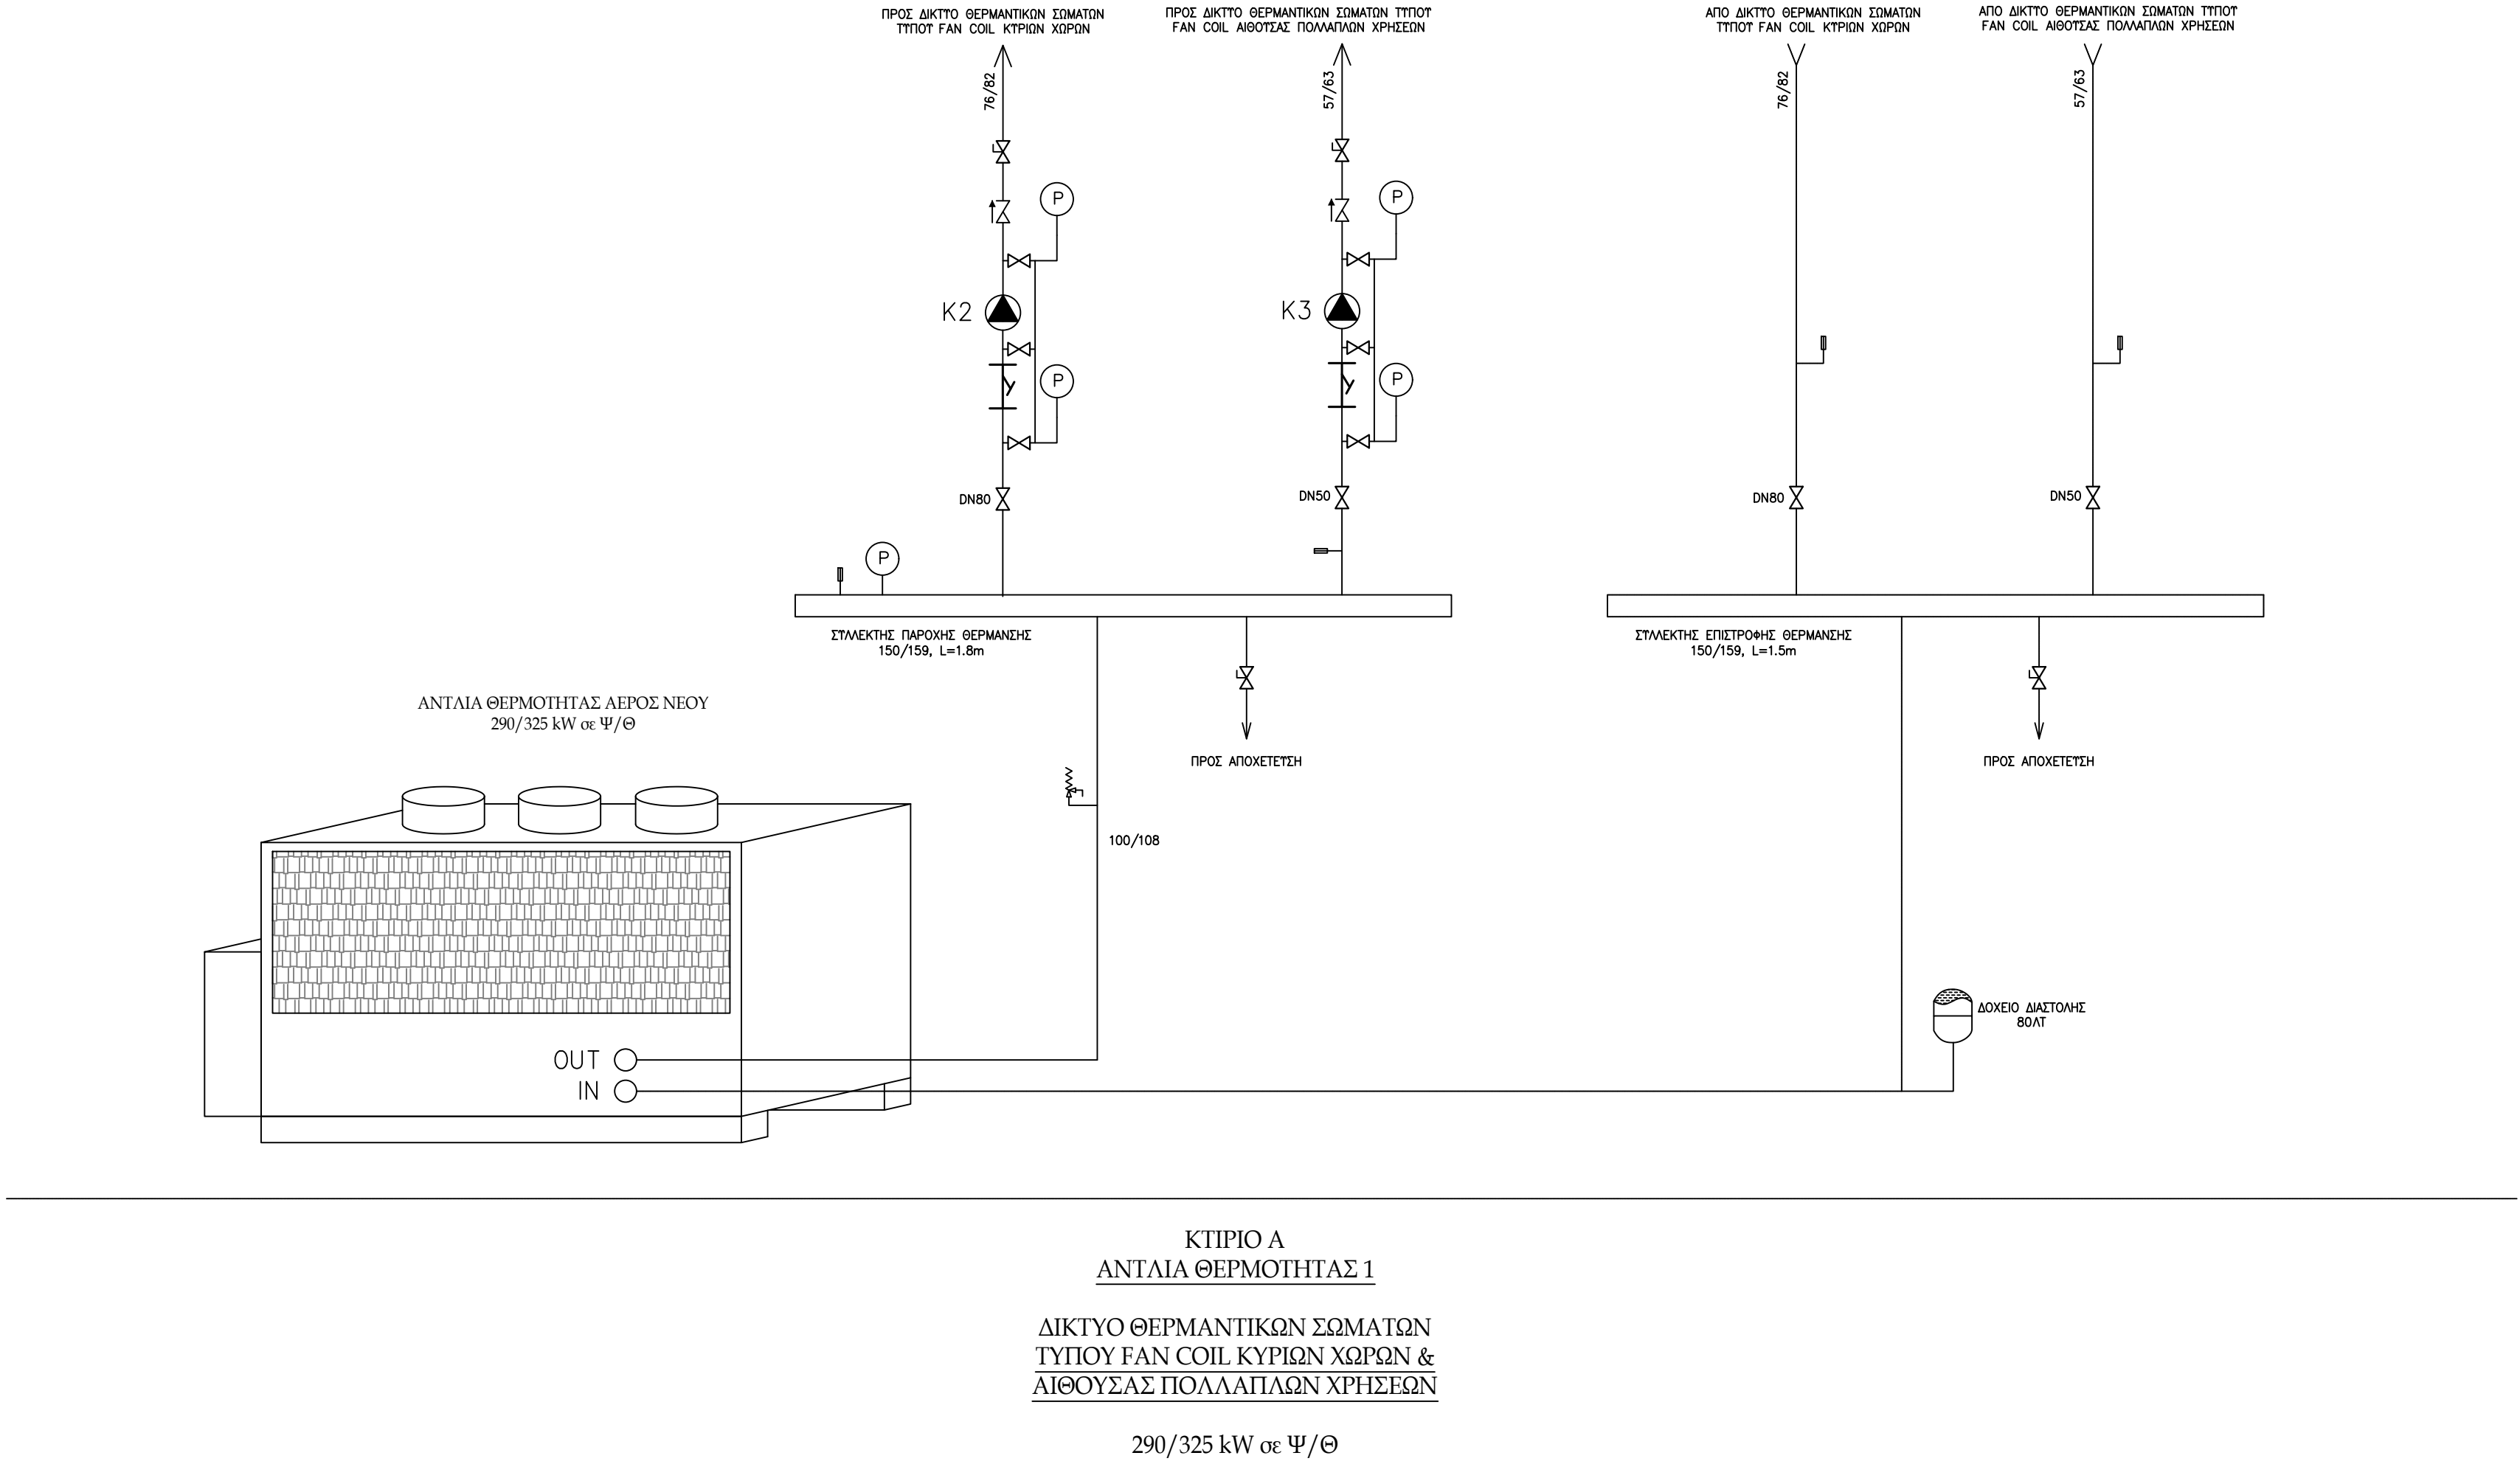 ΠΡΟΣ ΔΙΚΤΥΟ ΘΕΡΜΑΝΤΙΚΩΝ ΣΩΜΑΤΩΝ
ΤΥΠΟΥ FAN COIL ΚΥΡΙΩΝ ΧΩΡΩΝ
ΠΡΟΣ ΔΙΚΤΥΟ ΘΕΡΜΑΝΤΙΚΩΝ ΣΩΜΑΤΩΝ ΤΥΠΟΥ
FAN COIL ΑΙΘΟΥΣΑΣ ΠΟΛΛΑΠΛΩΝ ΧΡΗΣΕΩΝ
ΑΠΟ ΔΙΚΤΥΟ ΘΕΡΜΑΝΤΙΚΩΝ ΣΩΜΑΤΩΝ
ΤΥΠΟΥ FAN COIL ΚΥΡΙΩΝ ΧΩΡΩΝ
ΑΠΟ ΔΙΚΤΥΟ ΘΕΡΜΑΝΤΙΚΩΝ ΣΩΜΑΤΩΝ ΤΥΠΟΥ
FAN COIL ΑΙΘΟΥΣΑΣ ΠΟΛΛΑΠΛΩΝ ΧΡΗΣΕΩΝ
76/82
57/63
76/82
57/63
P
P
K2
K3
P
P
DN80
DN50
DN80
DN50
P
ΣΥΛΛΕΚΤΗΣ ΠΑΡΟΧΗΣ ΘΕΡΜΑΝΣΗΣ
150/159, L=1.8m
ΣΥΛΛΕΚΤΗΣ ΕΠΙΣΤΡΟΦΗΣ ΘΕΡΜΑΝΣΗΣ
150/159, L=1.5m
ΑΝΤΛΙΑ ΘΕΡΜΟΤΗΤΑΣ ΑΕΡΟΣ ΝΕΟΥ
290/325 kW σε Ψ/Θ
ΠΡΟΣ ΑΠΟΧΕΤΕΥΣΗ
ΠΡΟΣ ΑΠΟΧΕΤΕΥΣΗ
100/108
ΔΟΧΕΙΟ ΔΙΑΣΤΟΛΗΣ
80ΛΤ
OUT
IN
ΚΤΙΡΙΟ Α
ΑΝΤΛΙΑ ΘΕΡΜΟΤΗΤΑΣ 1
ΔΙΚΤΥΟ ΘΕΡΜΑΝΤΙΚΩΝ ΣΩΜΑΤΩΝ
ΤΥΠΟΥ FAN COIL ΚΥΡΙΩΝ ΧΩΡΩΝ &
ΑΙΘΟΥΣΑΣ ΠΟΛΛΑΠΛΩΝ ΧΡΗΣΕΩΝ
290/325 kW σε Ψ/Θ